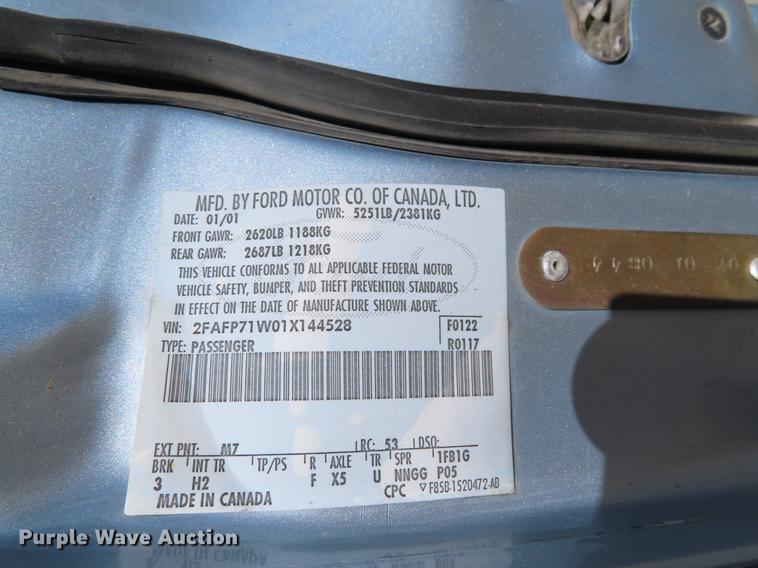 MFD. BY FORD MOTOR CO. OF CANADA, LTD.
DATE: 01/01 GVWR: 5251LB/2381KG
FRONT GAWR: 2620LB 1188KG
REAR GAWR: 2687LB 1218KG
THIS VEHICLE CONFORMS TO ALL APPLICABLE FEDERAL MOTOR
VEHICLE SAFETY, BUMPER, AND THEFT PREVENTION STANDARDS
IN EFFECT ON THE DATE OF MANUFACTURE SHOWN ABOVE.
VIN: 2FAFP71W01X144528 F0122
TYPE: PASSENGER R0117
EXT PNT: M7 RC: 53 DSO:
BRK INT TR TP/PS R AXLE TR SPR 1FB1G
3 H2 F X5 U NNGG P05
MADE IN CANADA CPC F85B-1520472-AB
Purple Wave Auction